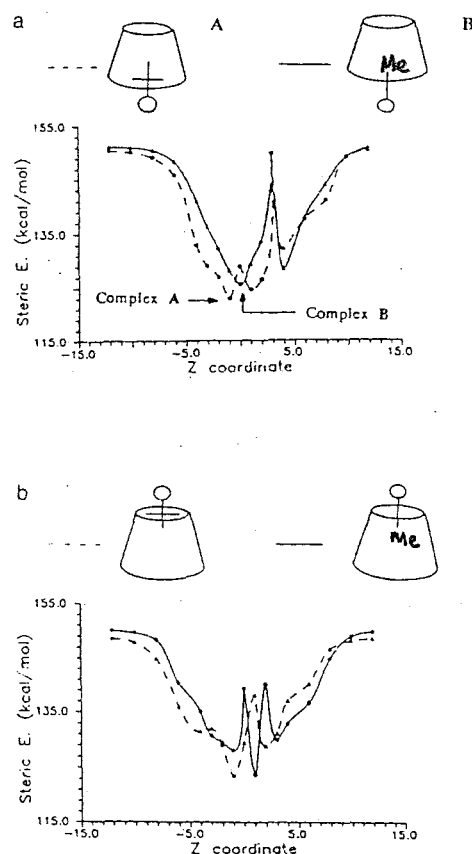 a
A
B
Me
155.0
135.0
115.0
Steric E. (kcal/mol)
Complex A
Complex B
-15.0 -5.0 5.0 15.0
Z coordinate
b
Me
155.0
135.0
115.0
Steric E. (kcal/mol)
-15.0 -5.0 5.0 15.0
Z coordinate